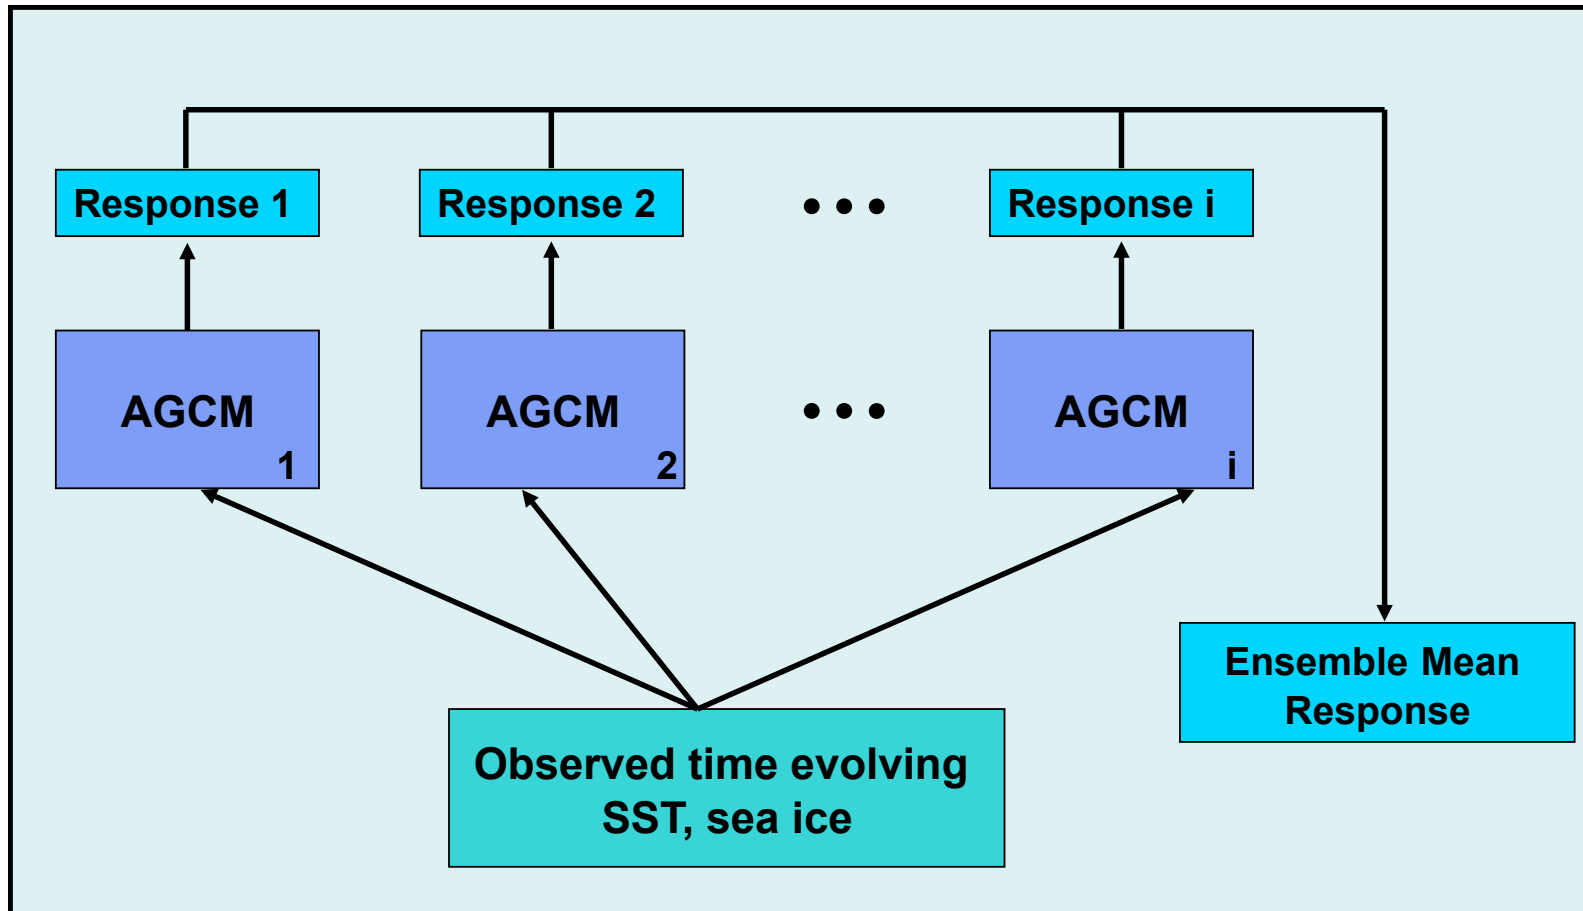 Response 1
Response 2
...
Response i
AGCM
1
AGCM
2
...
AGCM
i
Ensemble Mean
Response
Observed time evolving
SST, sea ice